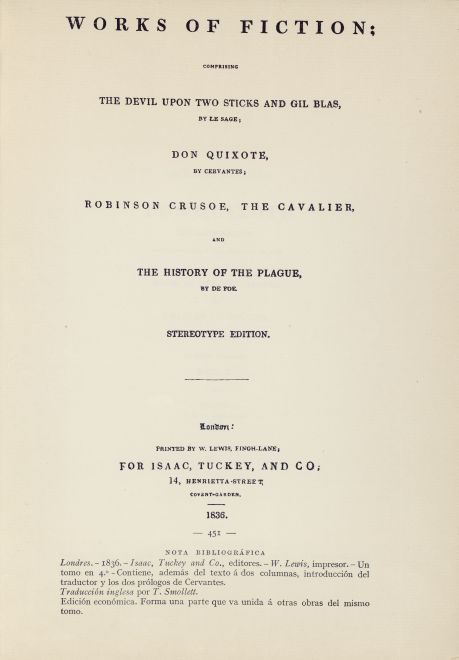 WORKS OF FICTION;
COMPRISING
THE DEVIL UPON TWO STICKS AND GIL BLAS,
BY LE SAGE;
DON QUIXOTE,
BY CERVANTES;
ROBINSON CRUSOE, THE CAVALIER,
AND
THE HISTORY OF THE PLAGUE,
BY DE FOE.
STEREOTYPE EDITION.
London:
PRINTED BY W. LEWIS, FINCH-LANE;
FOR ISAAC, TUCKEY, AND CO;
14, HENRIETTA-STREET,
COVENT-GARDEN.
1836.
— 451 —
NOTA BIBLIOGRÁFICA
Londres. - 1836. - Isaac, Tuckey and Co., editores. - W. Lewis, impresor. - Un
tomo en 4.º - Contiene, además del texto á dos columnas, introducción del
traductor y los dos prólogos de Cervantes.
Traducción inglesa por T. Smollett.
Edición económica. Forma una parte que va unida á otras obras del mismo
tomo.